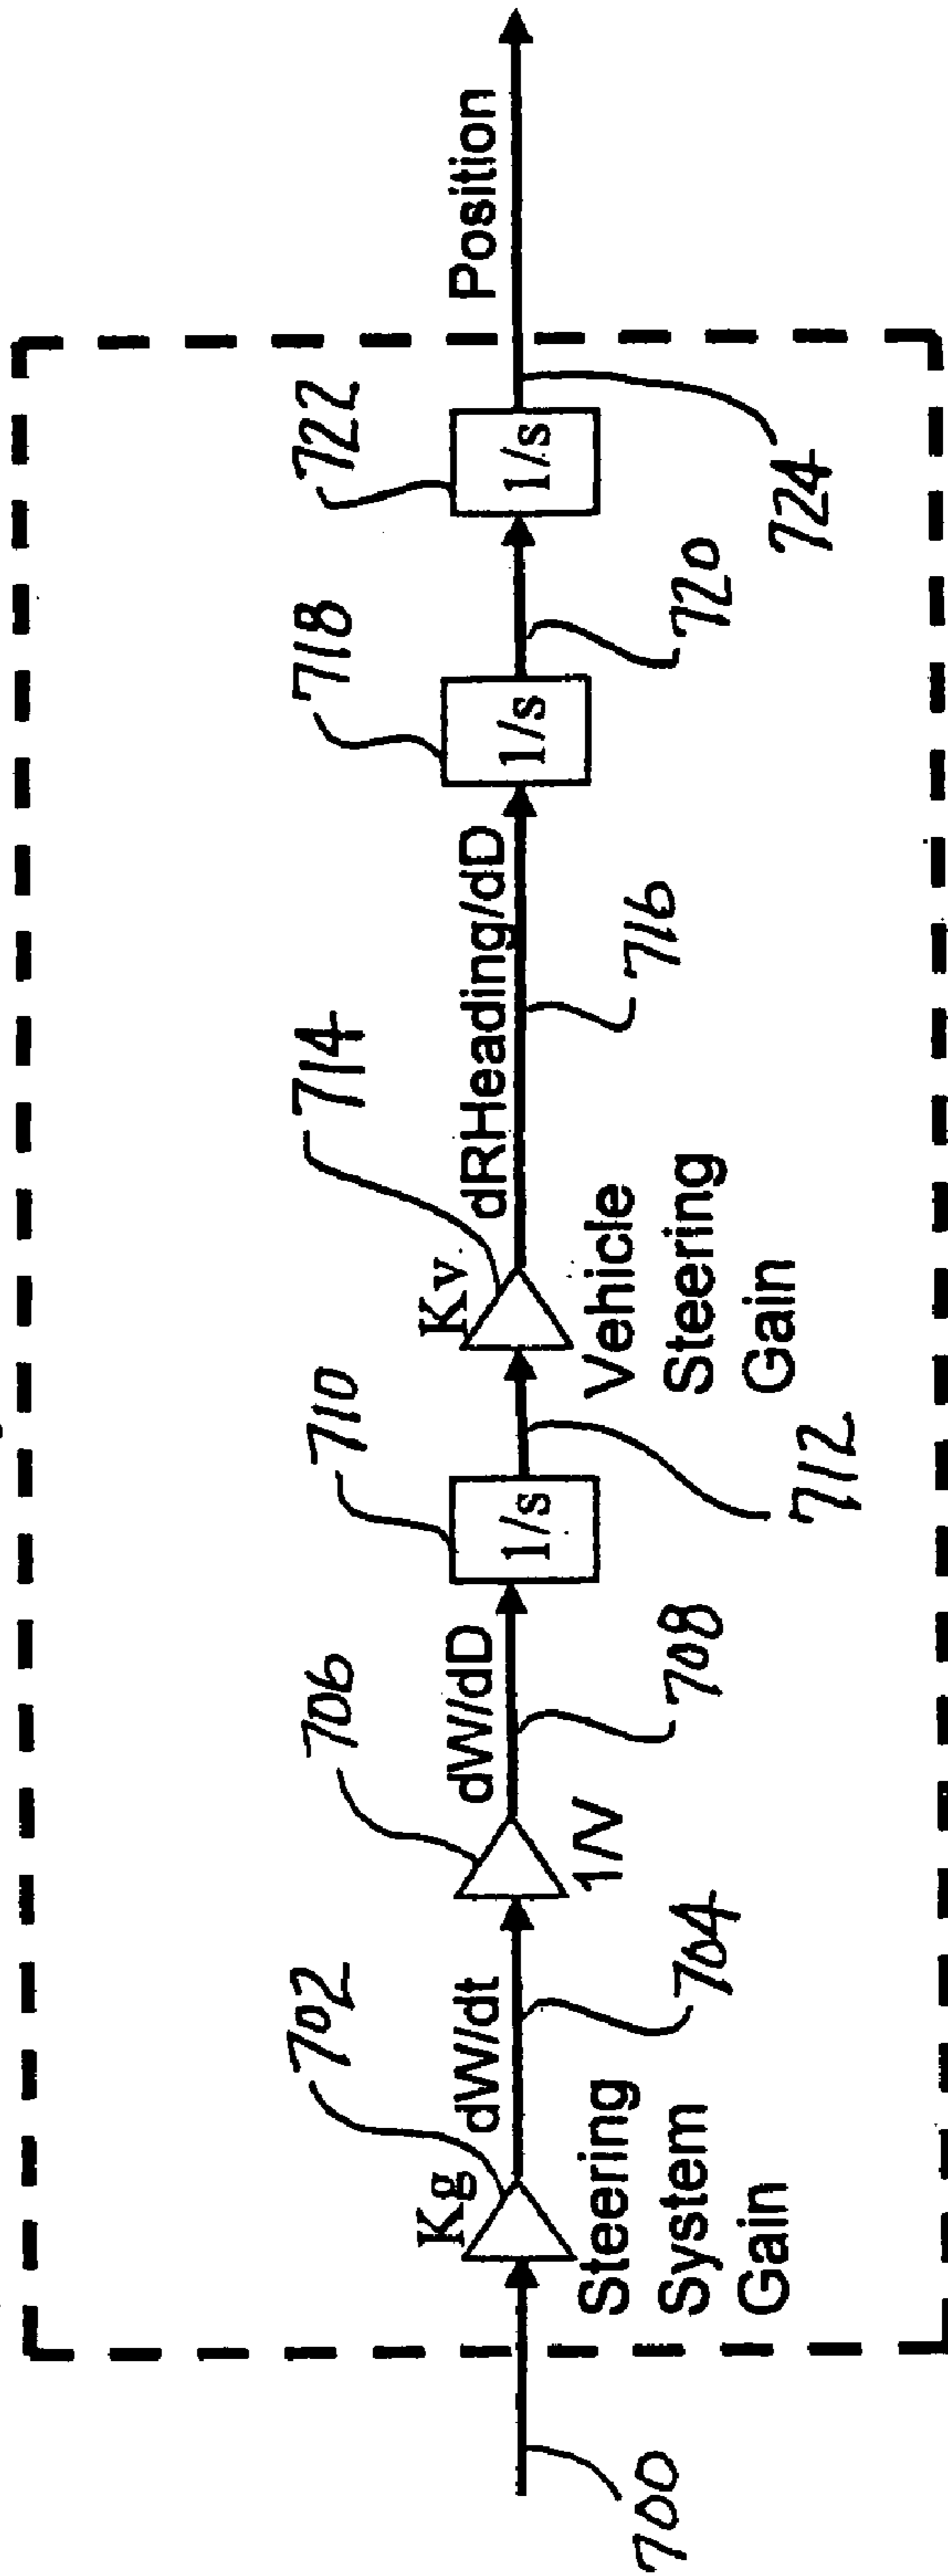 702
706
710
714
718
722
Kg
dW/dt
dW/dD
Kv
dRHeading/dD
Position
1/s
1/s
1/s
Steering
System
Gain
1/V
Vehicle
Steering
Gain
700
704
708
712
716
720
724